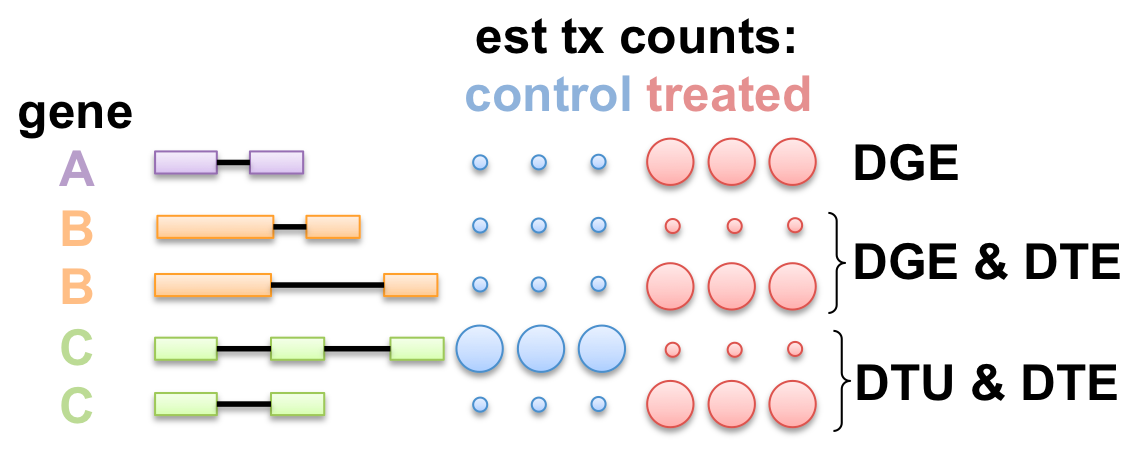 est tx counts:
control treated
gene
A
DGE
B
B
DGE & DTE
C
C
DTU & DTE